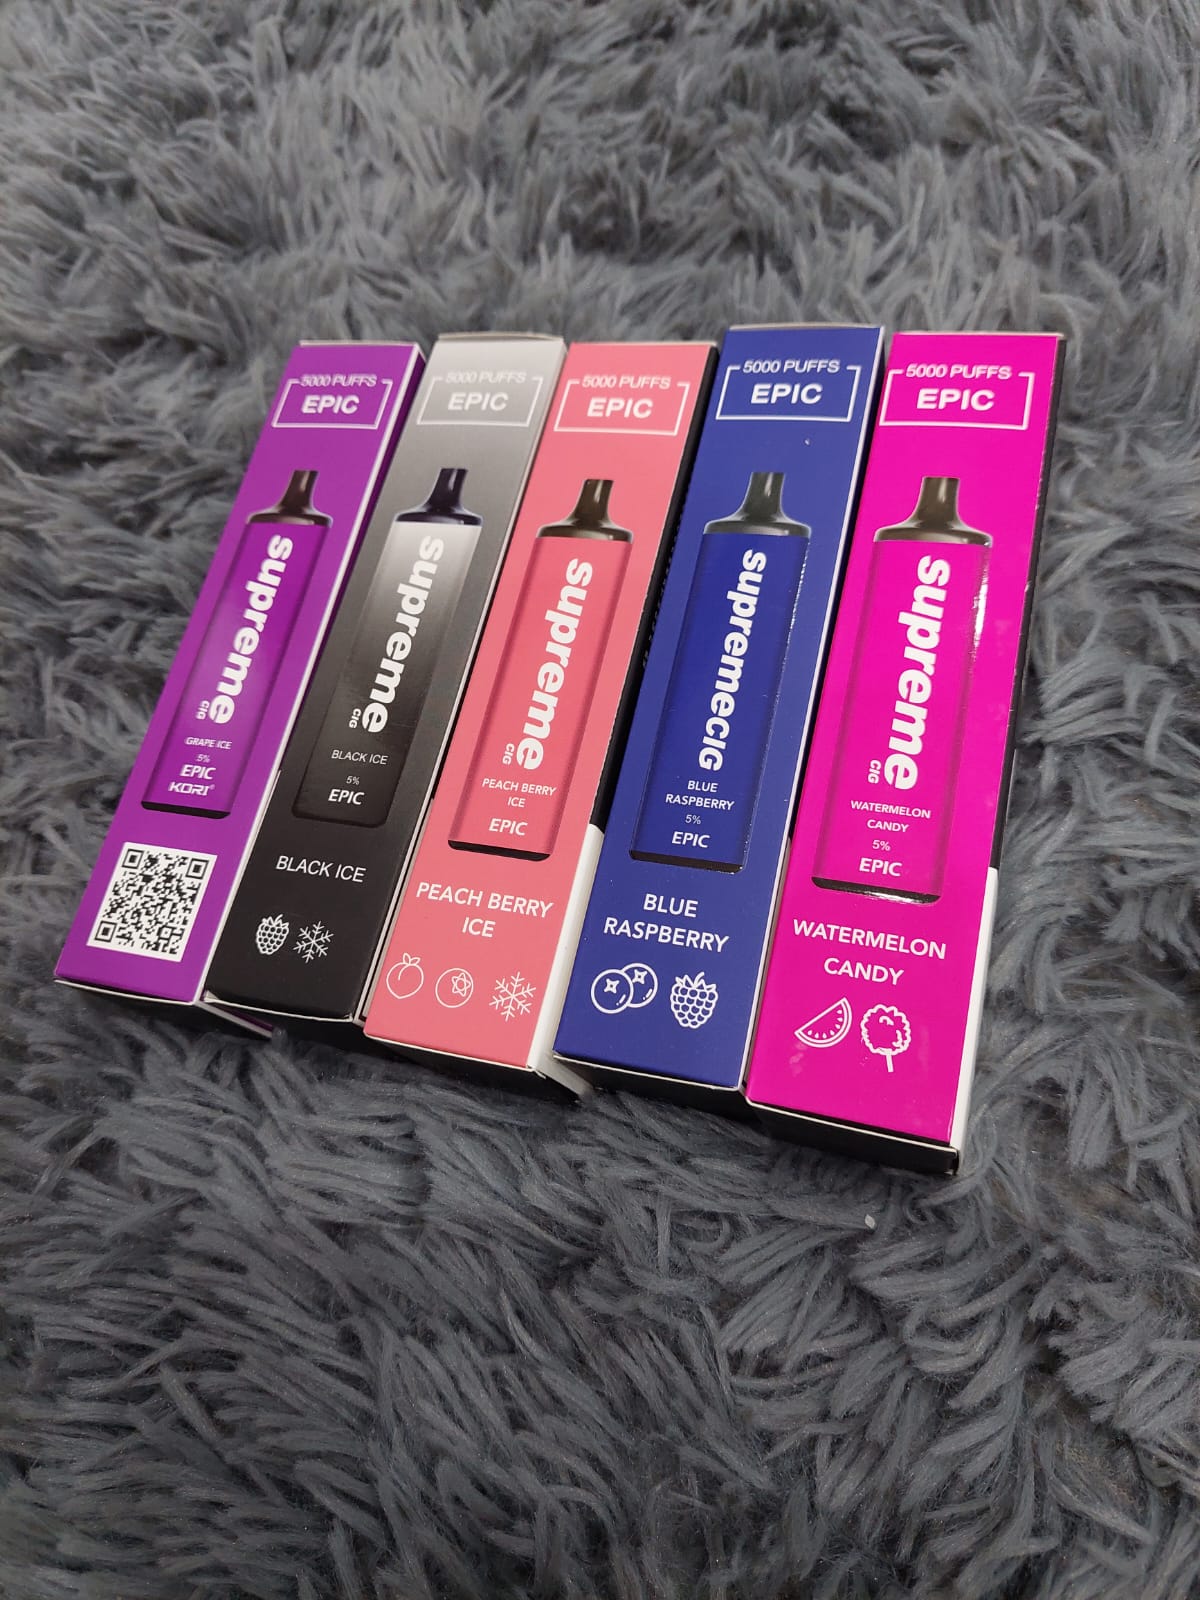 5000 PUFFS
EPIC
supreme
CIG
GRAPE ICE
5%
EPIC
KORI®
5000 PUFFS
EPIC
supreme
CIG
BLACK ICE
5%
EPIC
BLACK ICE
5000 PUFFS
EPIC
supreme
CIG
PEACH BERRY
ICE
EPIC
PEACH BERRY
ICE
5000 PUFFS
EPIC
supremeCIG
BLUE
RASPBERRY
5%
EPIC
BLUE
RASPBERRY
5000 PUFFS
EPIC
supreme
CIG
WATERMELON
CANDY
5%
EPIC
WATERMELON
CANDY